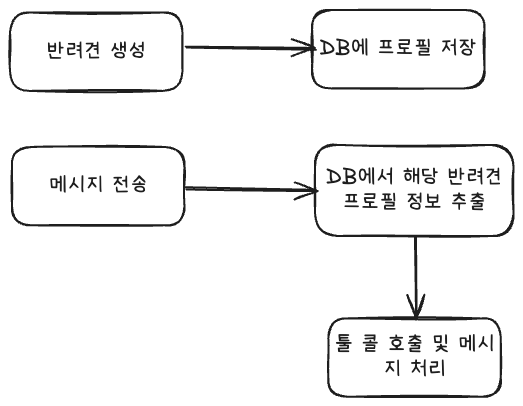 반려견 생성
DB에 프로필 저장
메시지 전송
DB에서 해당 반려견
프로필 정보 추출
툴 콜 호출 및 메시
지 처리